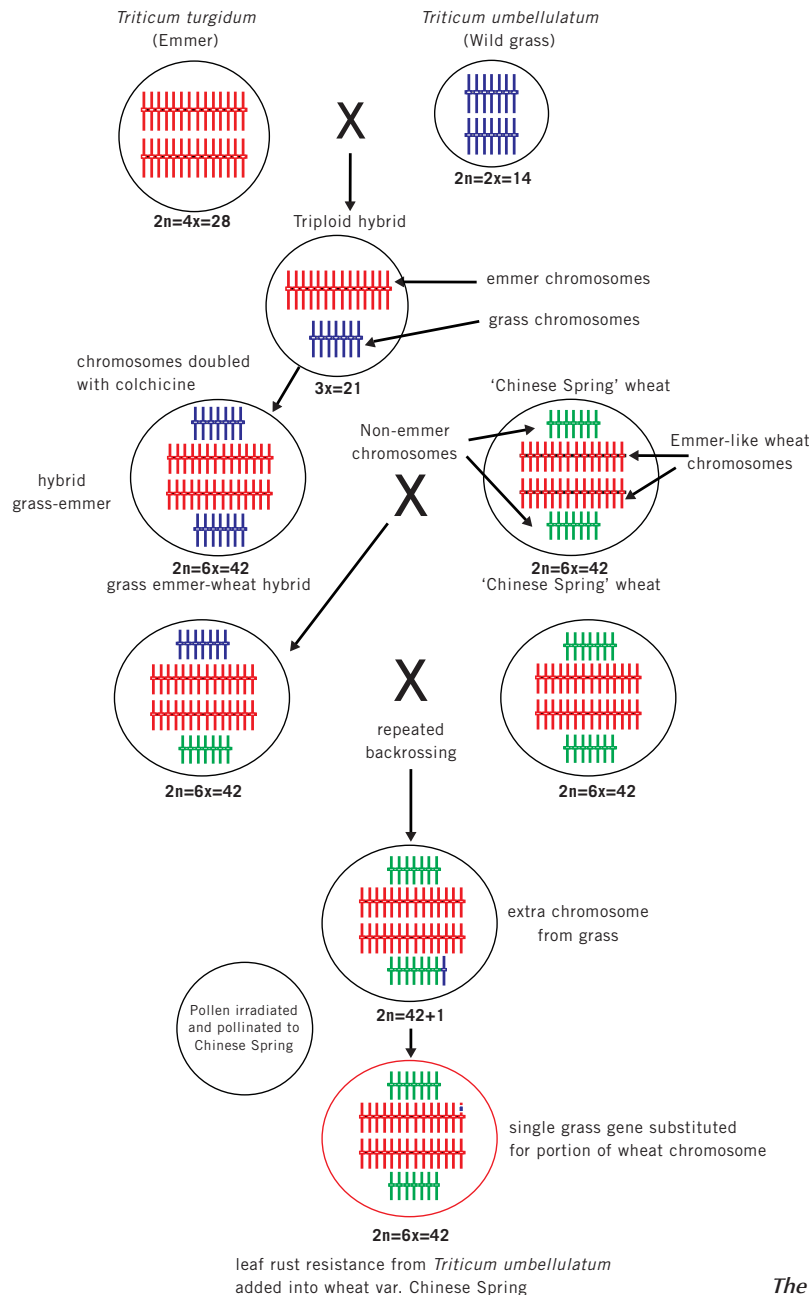 Triticum turgidum
(Emmer)
Triticum umbellulatum
(Wild grass)
X
2n=4x=28
2n=2x=14
Triploid hybrid
emmer chromosomes
grass chromosomes
3x=21
chromosomes doubled
with colchicine
'Chinese Spring' wheat
Non-emmer
chromosomes
Emmer-like wheat
chromosomes
hybrid
grass-emmer
X
2n=6x=42
2n=6x=42
grass emmer-wheat hybrid
'Chinese Spring' wheat
X
repeated
backrossing
2n=6x=42
2n=6x=42
extra chromosome
from grass
2n=42+1
Pollen irradiated
and pollinated to
Chinese Spring
single grass gene substituted
for portion of wheat chromosome
2n=6x=42
leaf rust resistance from Triticum umbellulatum
added into wheat var. Chinese Spring
The